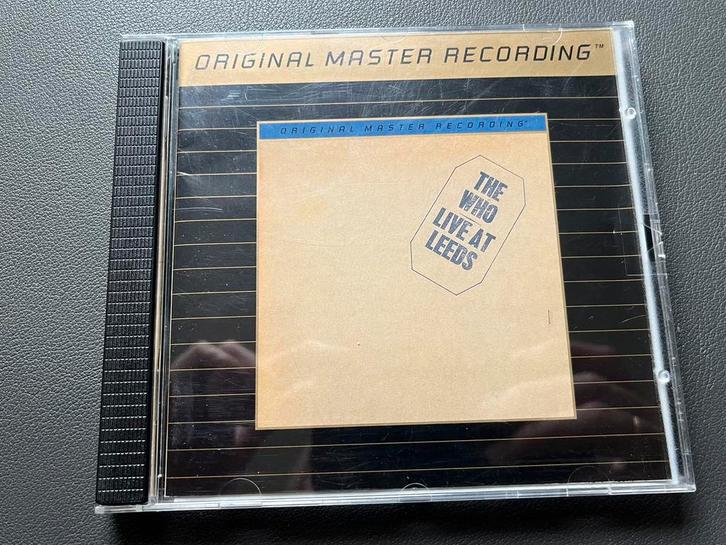 ORIGINAL MASTER RECORDING™
ORIGINAL MASTER RECORDING™
THE
WHO
LIVE AT
LEEDS